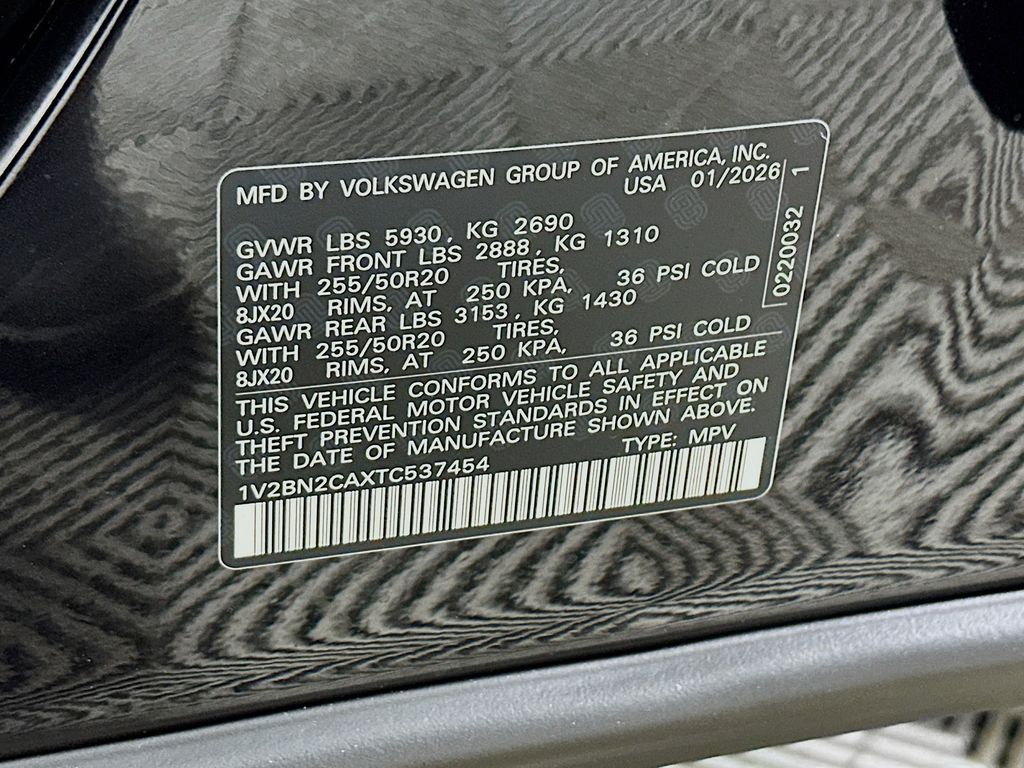 MFD BY VOLKSWAGEN GROUP OF AMERICA, INC.
USA 01/2026
GVWR LBS 5930, KG 2690
GAWR FRONT LBS 2888, KG 1310
WITH 255/50R20 TIRES,
8JX20 RIMS, AT 250 KPA, 36 PSI COLD
GAWR REAR LBS 3153, KG 1430
WITH 255/50R20 TIRES,
8JX20 RIMS, AT 250 KPA, 36 PSI COLD
0220032 1
THIS VEHICLE CONFORMS TO ALL APPLICABLE
U.S. FEDERAL MOTOR VEHICLE SAFETY AND
THEFT PREVENTION STANDARDS IN EFFECT ON
THE DATE OF MANUFACTURE SHOWN ABOVE.
1V2BN2CAXTC537454 TYPE: MPV